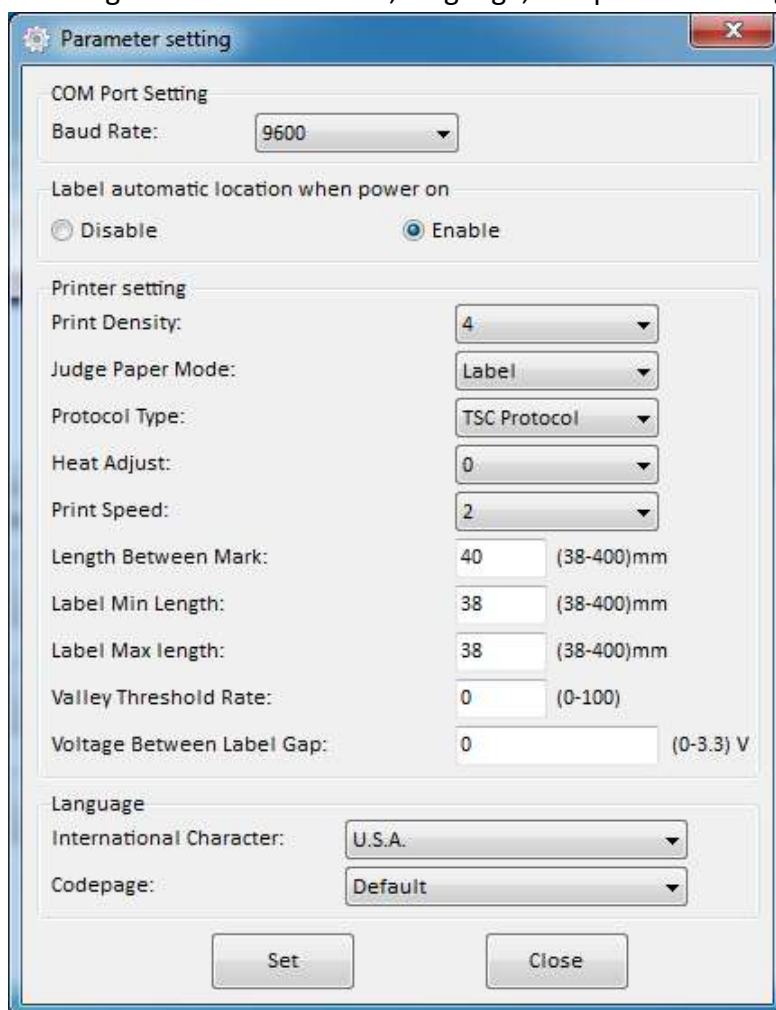 Parameter setting
COM Port Setting
Baud Rate: 9600
Label automatic location when power on
Disable Enable
Printer setting
Print Density: 4
Judge Paper Mode: Label
Protocol Type: TSC Protocol
Heat Adjust: 0
Print Speed: 2
Length Between Mark: 40 (38-400)mm
Label Min Length: 38 (38-400)mm
Label Max length: 38 (38-400)mm
Valley Threshold Rate: 0 (0-100)
Voltage Between Label Gap: 0 (0-3.3) V
Language
International Character: U.S.A.
Codepage: Default
Set Close